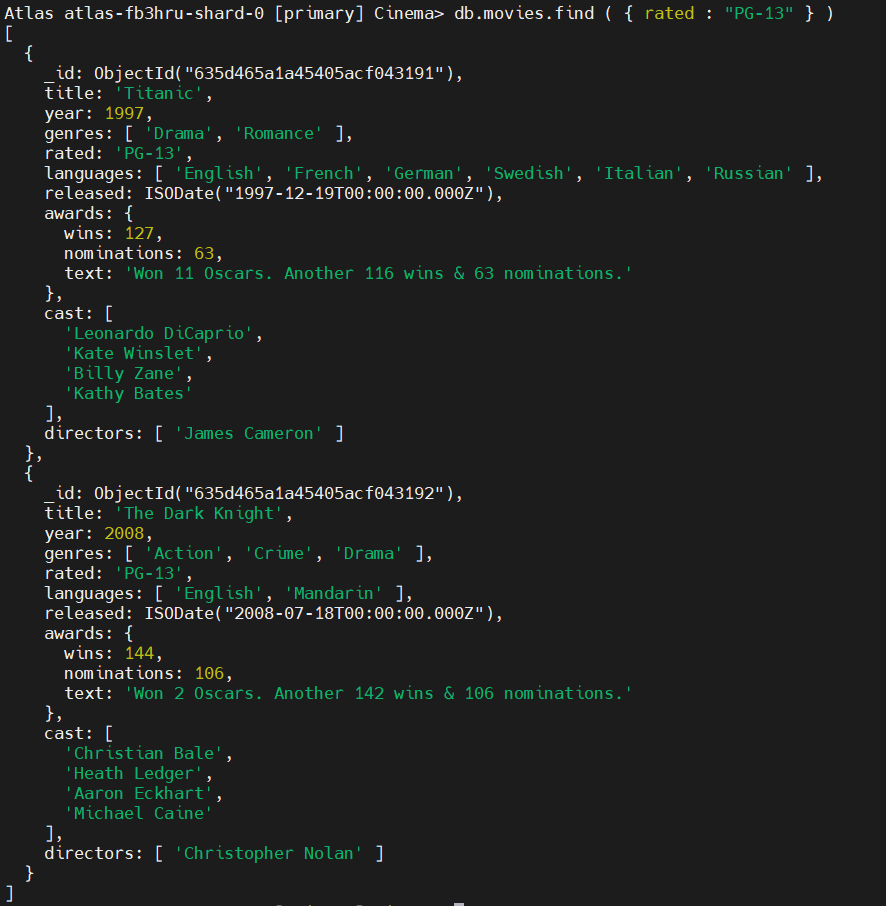 Atlas atlas-fb3hru-shard-0 [primary] Cinema> db.movies.find ( { rated : "PG-13" } )
[
  {
    _id: ObjectId("635d465a1a45405acf043191"),
    title: 'Titanic',
    year: 1997,
    genres: [ 'Drama', 'Romance' ],
    rated: 'PG-13',
    languages: [ 'English', 'French', 'German', 'Swedish', 'Italian', 'Russian' ],
    released: ISODate("1997-12-19T00:00:00.000Z"),
    awards: {
      wins: 127,
      nominations: 63,
      text: 'Won 11 Oscars. Another 116 wins & 63 nominations.'
    },
    cast: [
      'Leonardo DiCaprio',
      'Kate Winslet',
      'Billy Zane',
      'Kathy Bates'
    ],
    directors: [ 'James Cameron' ]
  },
  {
    _id: ObjectId("635d465a1a45405acf043192"),
    title: 'The Dark Knight',
    year: 2008,
    genres: [ 'Action', 'Crime', 'Drama' ],
    rated: 'PG-13',
    languages: [ 'English', 'Mandarin' ],
    released: ISODate("2008-07-18T00:00:00.000Z"),
    awards: {
      wins: 144,
      nominations: 106,
      text: 'Won 2 Oscars. Another 142 wins & 106 nominations.'
    },
    cast: [
      'Christian Bale',
      'Heath Ledger',
      'Aaron Eckhart',
      'Michael Caine'
    ],
    directors: [ 'Christopher Nolan' ]
  }
]